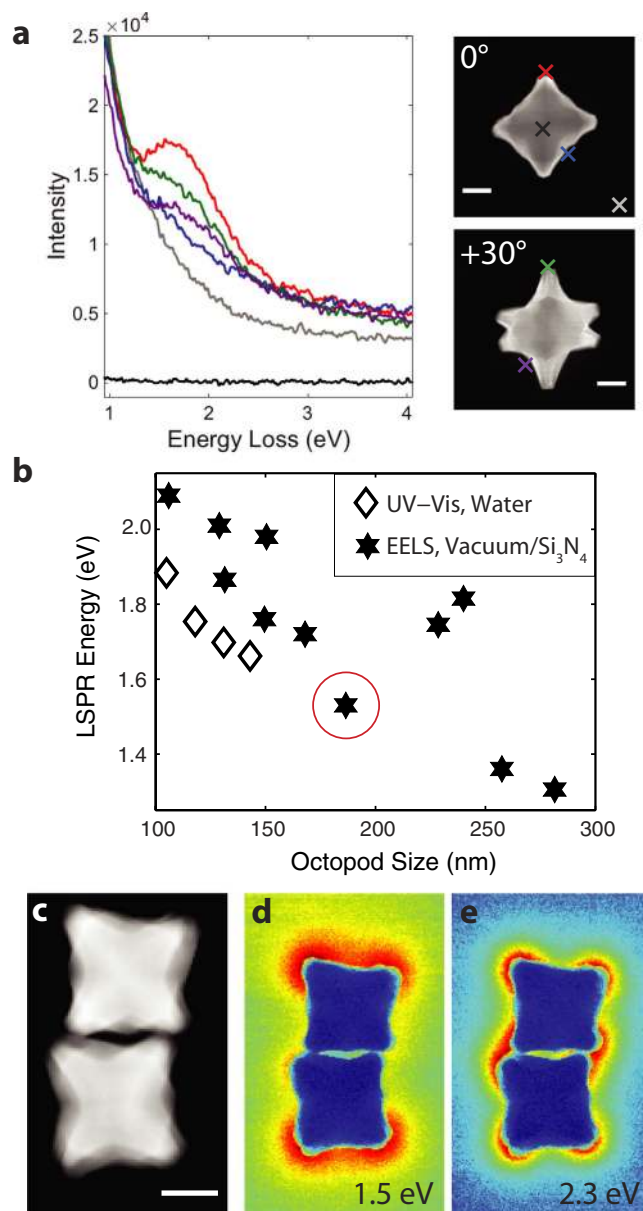 a
×10⁴
2.5
2
1.5
1
0.5
0
Intensity
1 2 3 4
Energy Loss (eV)
0°
+30°
b
UV–Vis, Water
EELS, Vacuum/Si₃N₄
2.0
1.8
1.6
1.4
LSPR Energy (eV)
100 150 200 250 300
Octopod Size (nm)
c
d
e
1.5 eV
2.3 eV